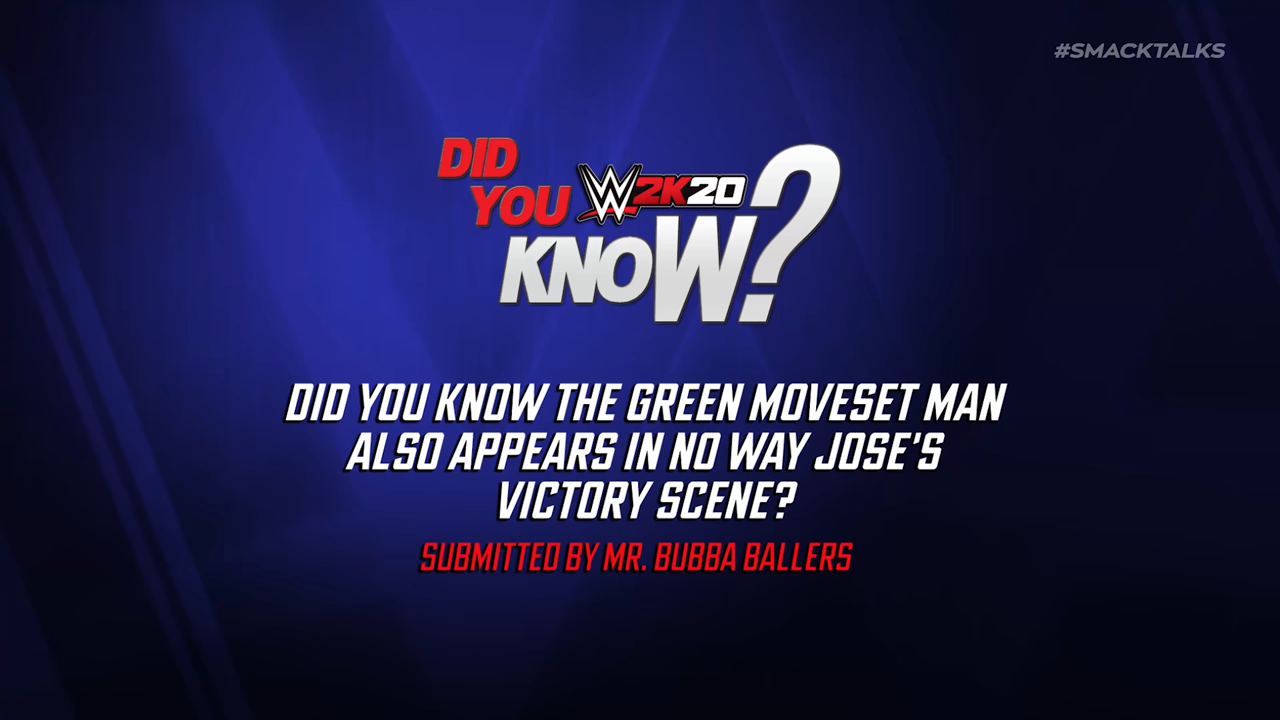 #SMACKTALKS
DID
YOU W 2K20
KNOW?
DID YOU KNOW THE GREEN MOVESET MAN
ALSO APPEARS IN NO WAY JOSE'S
VICTORY SCENE?
SUBMITTED BY MR. BUBBA BALLERS